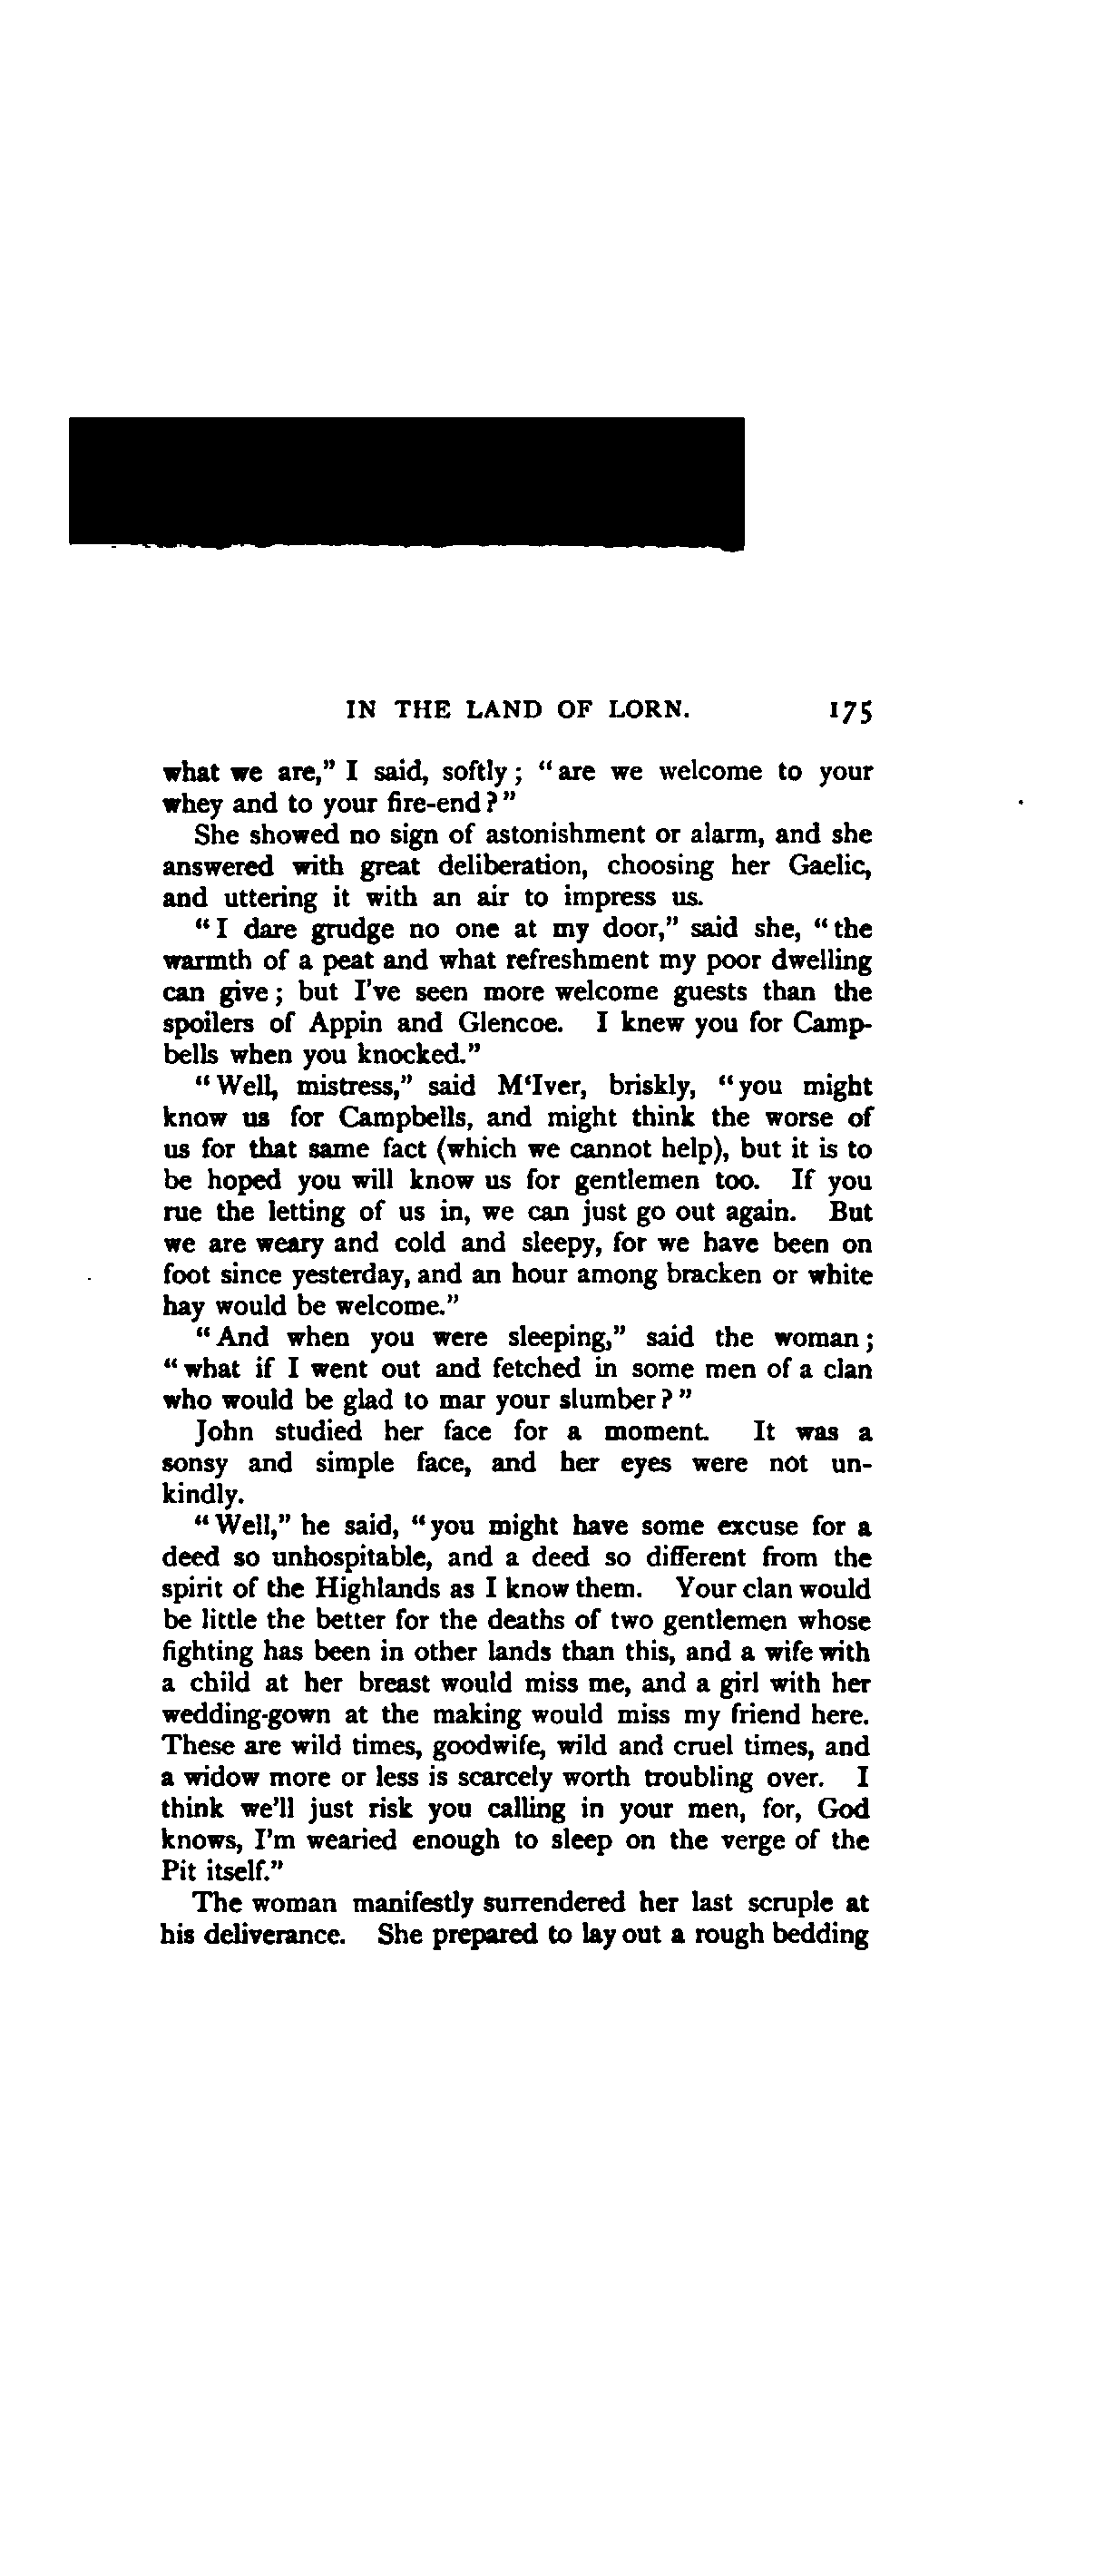 IN THE LAND OF LORN. 175
what we are,” I said, softly; “are we welcome to your
whey and to your fire-end?”
She showed no sign of astonishment or alarm, and she
answered with great deliberation, choosing her Gaelic,
and uttering it with an air to impress us.
“I dare grudge no one at my door,” said she, “the
warmth of a peat and what refreshment my poor dwelling
can give; but I've seen more welcome guests than the
spoilers of Appin and Glencoe. I knew you for Camp-
bells when you knocked.”
“Well, mistress,” said M‘Iver, briskly, “you might
know us for Campbells, and might think the worse of
us for that same fact (which we cannot help), but it is to
be hoped you will know us for gentlemen too. If you
rue the letting of us in, we can just go out again. But
we are weary and cold and sleepy, for we have been on
foot since yesterday, and an hour among bracken or white
hay would be welcome.”
“And when you were sleeping,” said the woman;
“what if I went out and fetched in some men of a clan
who would be glad to mar your slumber?”
John studied her face for a moment. It was a
sonsy and simple face, and her eyes were not un-
kindly.
“Well,” he said, “you might have some excuse for a
deed so unhospitable, and a deed so different from the
spirit of the Highlands as I know them. Your clan would
be little the better for the deaths of two gentlemen whose
fighting has been in other lands than this, and a wife with
a child at her breast would miss me, and a girl with her
wedding-gown at the making would miss my friend here.
These are wild times, goodwife, wild and cruel times, and
a widow more or less is scarcely worth troubling over. I
think we'll just risk you calling in your men, for, God
knows, I'm wearied enough to sleep on the verge of the
Pit itself.”
The woman manifestly surrendered her last scruple at
his deliverance. She prepared to lay out a rough bedding